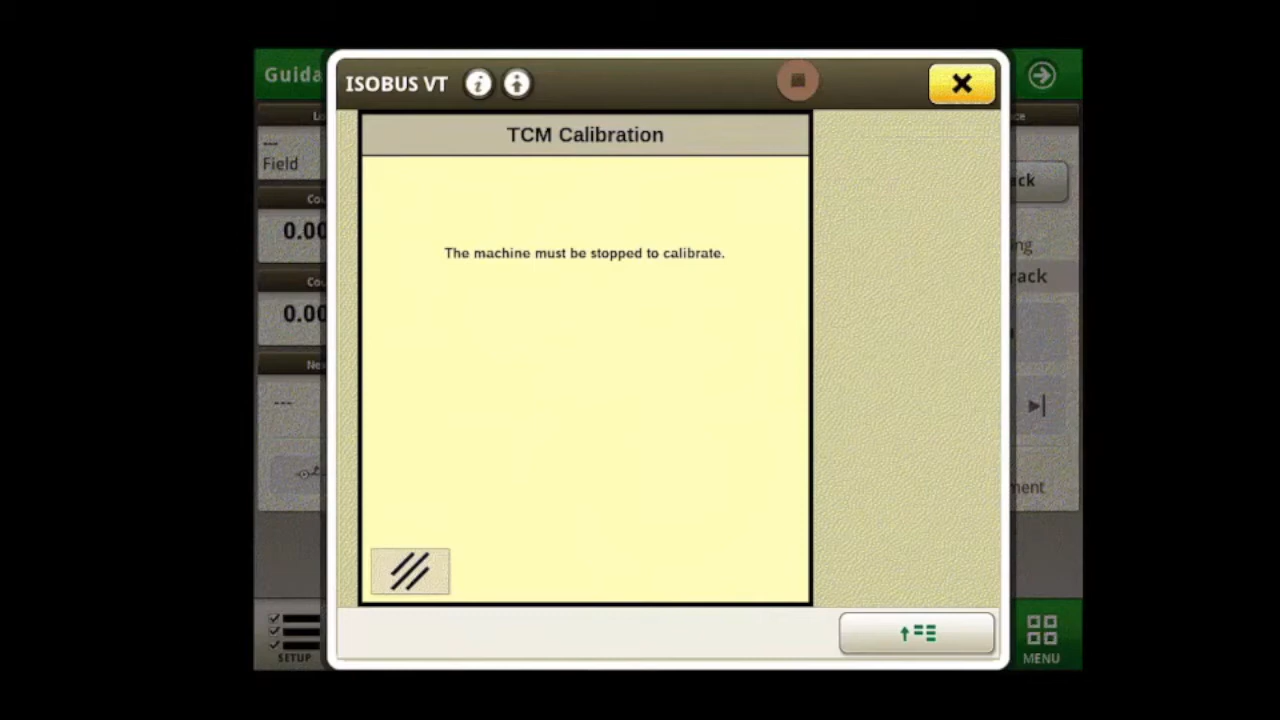 Guida
ISOBUS VT
TCM Calibration
The machine must be stopped to calibrate.
---
Field
0.00
0.00
---
ack
ng
rack
ment
SETUP
MENU